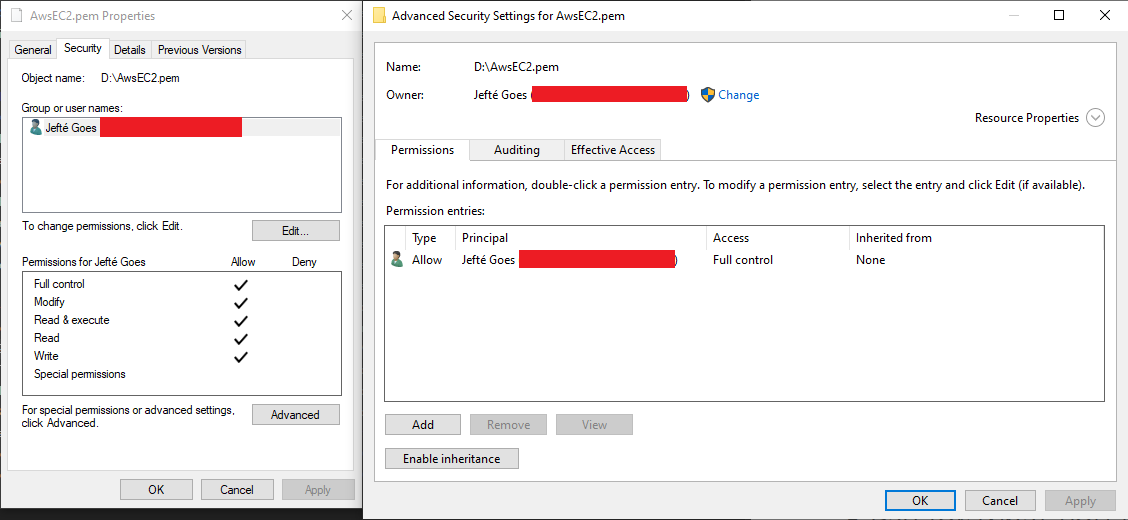 AwsEC2.pem Properties
General Security Details Previous Versions
Object name: D:\AwsEC2.pem
Group or user names:
Jefté Goes
To change permissions, click Edit.
Edit...
Permissions for Jefté Goes Allow Deny
Full control
Modify
Read & execute
Read
Write
Special permissions
For special permissions or advanced settings,
click Advanced.
Advanced
OK Cancel Apply
Advanced Security Settings for AwsEC2.pem
Name: D:\AwsEC2.pem
Owner: Jefté Goes ( ) Change
Resource Properties
Permissions Auditing Effective Access
For additional information, double-click a permission entry. To modify a permission entry, select the entry and click Edit (if available).
Permission entries:
Type Principal Access Inherited from
Allow Jefté Goes ) Full control None
Add Remove View
Enable inheritance
OK Cancel Apply